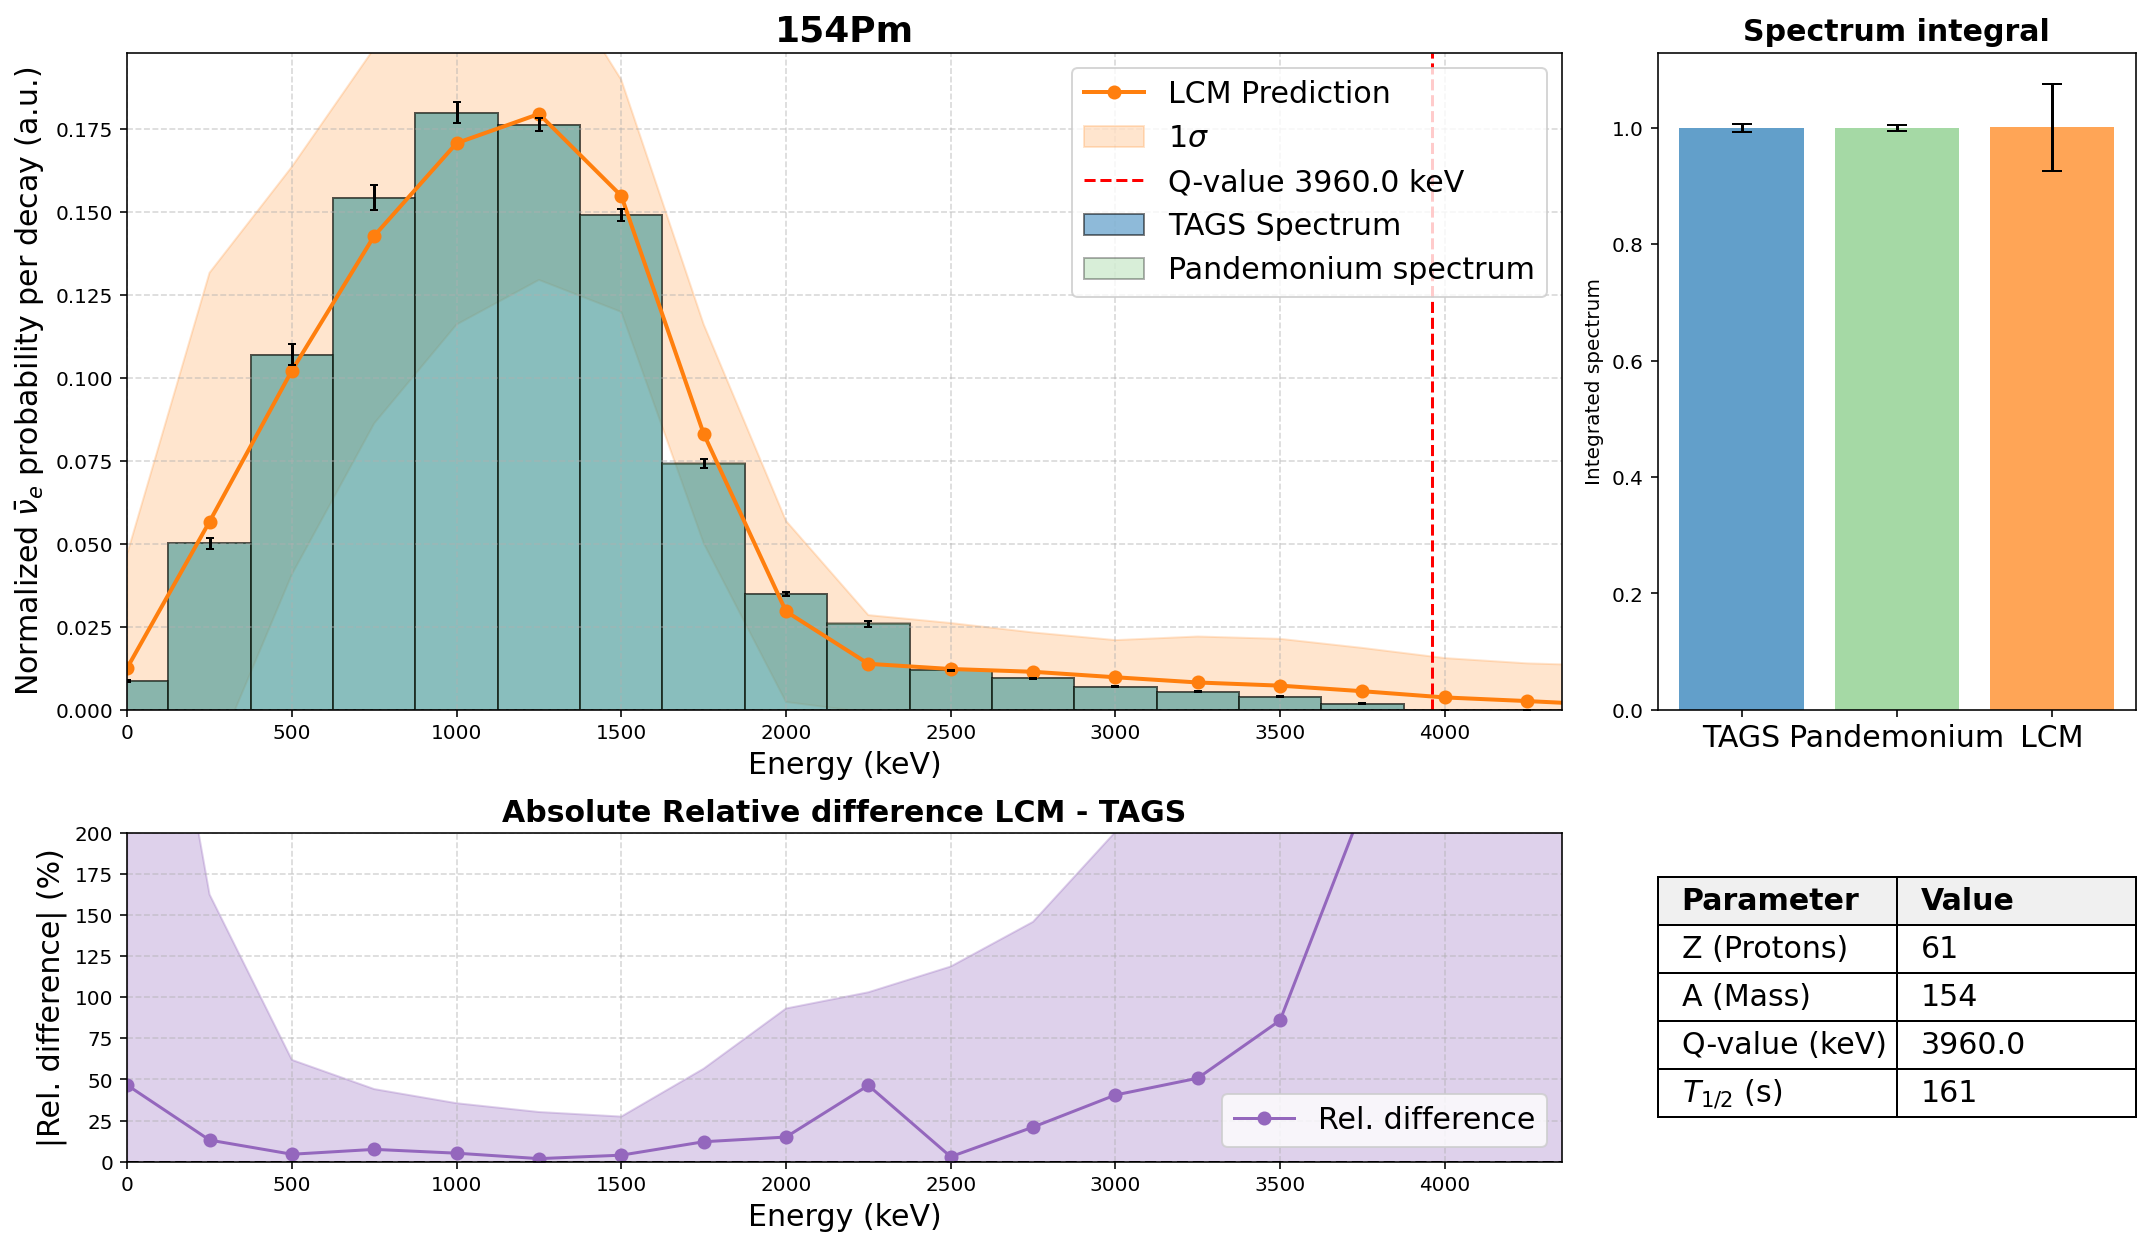 154Pm
Normalized ν̄e probability per decay (a.u.)
0.175
0.150
0.125
0.100
0.075
0.050
0.025
0.000
LCM Prediction
1σ
Q-value 3960.0 keV
TAGS Spectrum
Pandemonium spectrum
0 500 1000 1500 2000 2500 3000 3500 4000
Energy (keV)
Spectrum integral
Integrated spectrum
1.0
0.8
0.6
0.4
0.2
0.0
TAGS Pandemonium LCM
Absolute Relative difference LCM - TAGS
|Rel. difference| (%)
200
175
150
125
100
75
50
25
0
Rel. difference
0 500 1000 1500 2000 2500 3000 3500 4000
Energy (keV)
Parameter Value
Z (Protons) 61
A (Mass) 154
Q-value (keV) 3960.0
T1/2 (s) 161